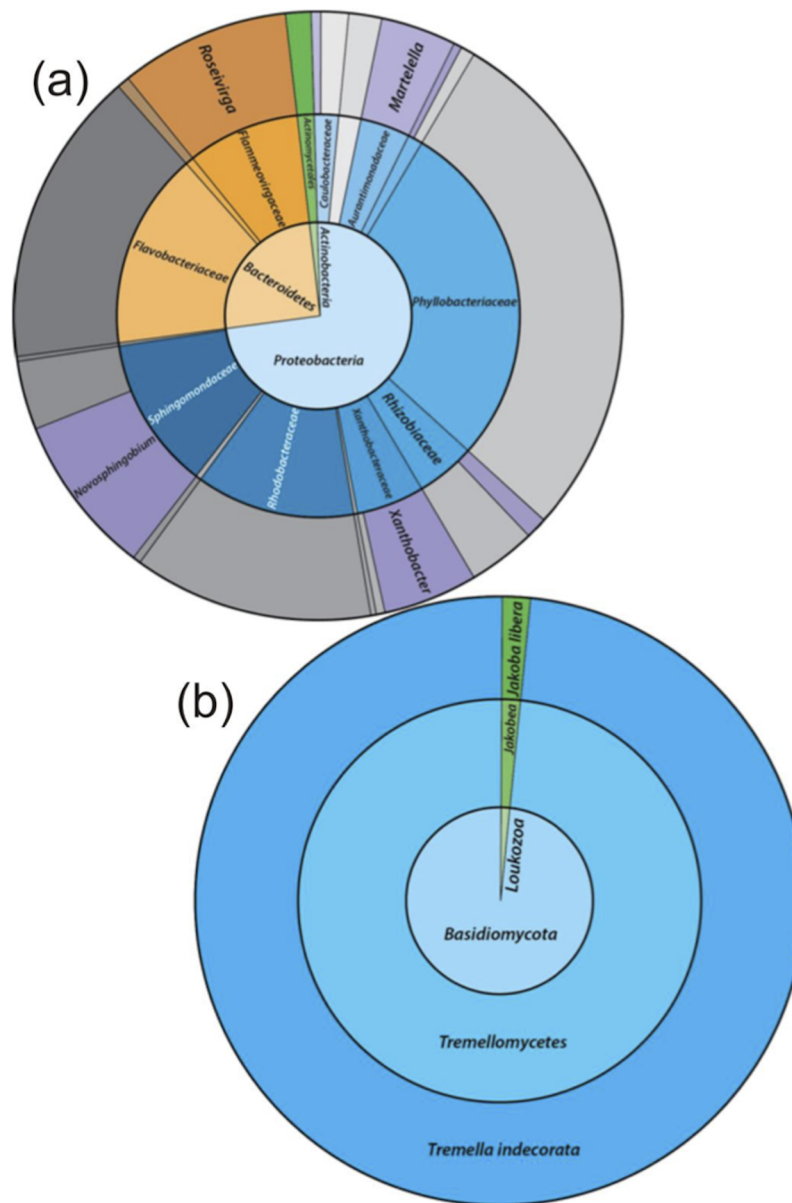 (a)
Roseivirga
Martelella
Actinomycetales
Caulobacteraceae
Aurantimonadaceae
Flammeovirgaceae
Flavobacteriaceae
Bacteroidetes
Actinobacteria
Phyllobacteriaceae
Proteobacteria
Sphingomondaceae
Novosphingobium
Rhodobacteraceae
Xanthobacteraceae
Rhizobiaceae
Xanthobacter
(b)
Jakoba libera
Jakobea
Loukozoa
Basidiomycota
Tremellomycetes
Tremella indecorata